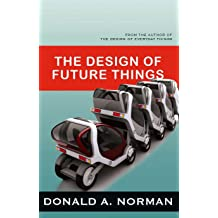 FROM THE AUTHOR OF
THE DESIGN OF EVERYDAY THINGS
THE DESIGN OF
FUTURE THINGS
DONALD A. NORMAN